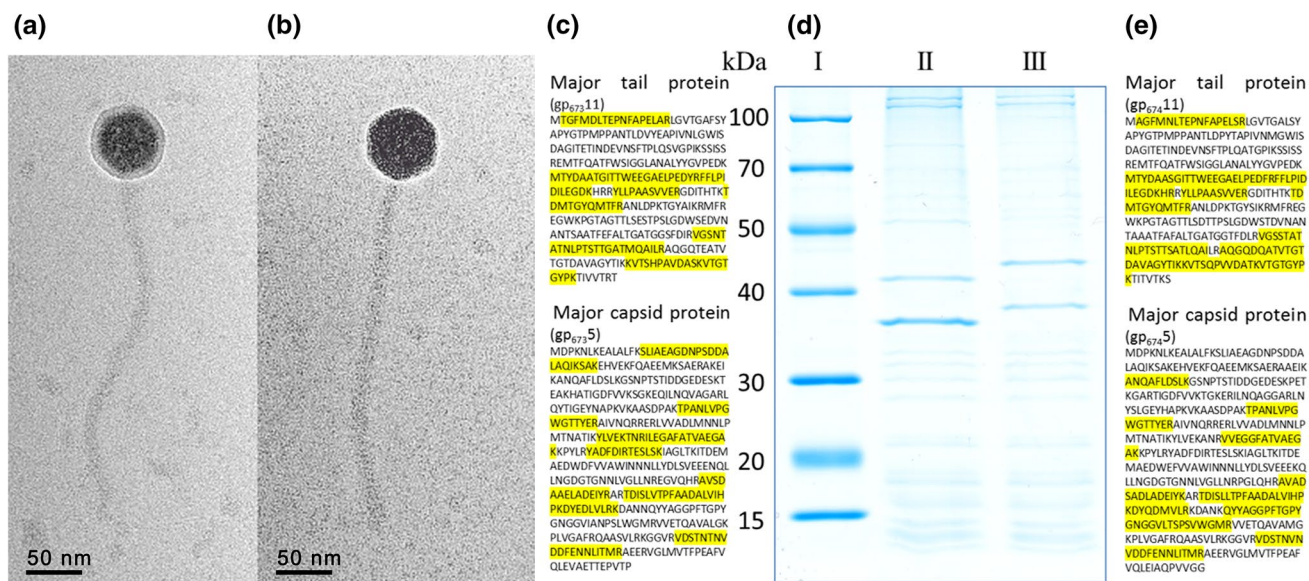 (a)
50 nm
(b)
50 nm
(c)
Major tail protein
(gp₆₇₃11)
MTGFMDLTEPNFAPELARLGVTGAFSY
APYGTPMPPANTLDVYEAPIVNLGWIS
DAGITETINDEVNSFTPLQSVGPIKSSISS
REMTFQATFWSIGGLANALYYGVPEDK
MTYDAATGITTWEEGAELPEDYRFFLPI
DILEGDKHRRYLLPAASVVERGDITHTKT
DMTGYQMTFRANLDPKTGYAIKRMFR
EGWKPGTAGTTLSESTPSLGDWSEDVN
ANTSAATFEFALTGATGGSFDIRVGSNT
ATNLPTSTTGATMQAILRAQGQTEATV
TGTDAVAGYTIKKVTSHPAVDASKVTGT
GYPKTIVVTRT
Major capsid protein
(gp₆₇₃5)
MDPKNLKEALALFKSLIAEAGDNPSDDA
LAQIKSAKEHVEKFQAEEMKSAERAKEI
KANQAFLDSLKGSNPTSTIDDGEDESKT
EAKHATIGDFVVKSGKEQILNQVAGARL
QYTIGEYNAPKVKAASDPAKTPANLVPG
WGTTYERAIVNQRRERLVVADLMNNLP
MTNATIKYLVEKTNRILEGAFATVAEGA
KKPYLRYADFDIRTESLSKIAGLTKITDEM
AEDWDFVVAWINNNLLYDLSVEEENQL
LNGDGTGNNLVGLLNREGVQHRAVSD
AAELADEIYRARTDISLVTPFAADALVIH
PKDYEDLVLRKDANNQYYAGGPFTGPY
GNGGVIANPSLWGMRVVETQAVALGK
PLVGAFRQAASVLRKGGVRVDSTNTNV
DDFENNLITMRAEERVGLMVTFPEAFV
QLEVAETTEPVTP
(d)
kDa I II III
100
70
50
40
30
20
15
(e)
Major tail protein
(gp₆₇₄11)
MAGFMNLTEPNFAPELSRLGVTGALSY
APYGTPMPPANTLDPYTAPIVNMGWIS
DAGITETINDEVNSFTPLQATGPIKSSISS
REMTFQATFWSIGGLANALYYGVPEDK
MTYDAASGITTWEEGAELPEDFRFFLPID
ILEGDKHRRYLLPAASVVERGDITHTKTD
MTGYQMTFRANLDPKTGYSIKRMFREG
WKPGTAGTTLSDTTPSLGDWSTDVNAN
TAAATFAFALTGATGGTFDLRVGSSTAT
NLPTSTTSATLQAILRAQGQDQATVTGT
DAVAGYTIKKVTSQPVVDATKVTGTGYP
KTITVTKS
Major capsid protein
(gp₆₇₄5)
MDPKNLKEALALFKSLIAEAGDNPSDDA
LAQIKSAKEHVEKFQAEEMKSAERAAEIK
ANQAFLDSLKGSNPTSTIDDGEDESKPET
KGARTIGDFVVKTGKERILNQAGGARLN
YSLGEYHAPKVKAASDPAKTPANLVPG
WGTTYERAIVNQRRERLVVADLMNNLP
MTNATIKYLVEKANRVVEGGFATVAEG
AKKPYLRYADFDIRTESLSKIAGLTKITDE
MAEDWEFVVAWINNNLLYDLSVEEEKQ
LLNGDGTGNNLVGLLNRPGLQHRAVAD
SADLADEIYKARTDISLLTPFAADALVIHP
KDYQDMVLRKDANKQYYAGGPFTGPY
GNGGVLTSPSVWGMRVVETQAVAMG
KPLVGAFRQAASVLRKGGVRVDSTNVN
VDDFENNLITMRAEERVGLMVTFPEAF
VQLEIAQPVVGG